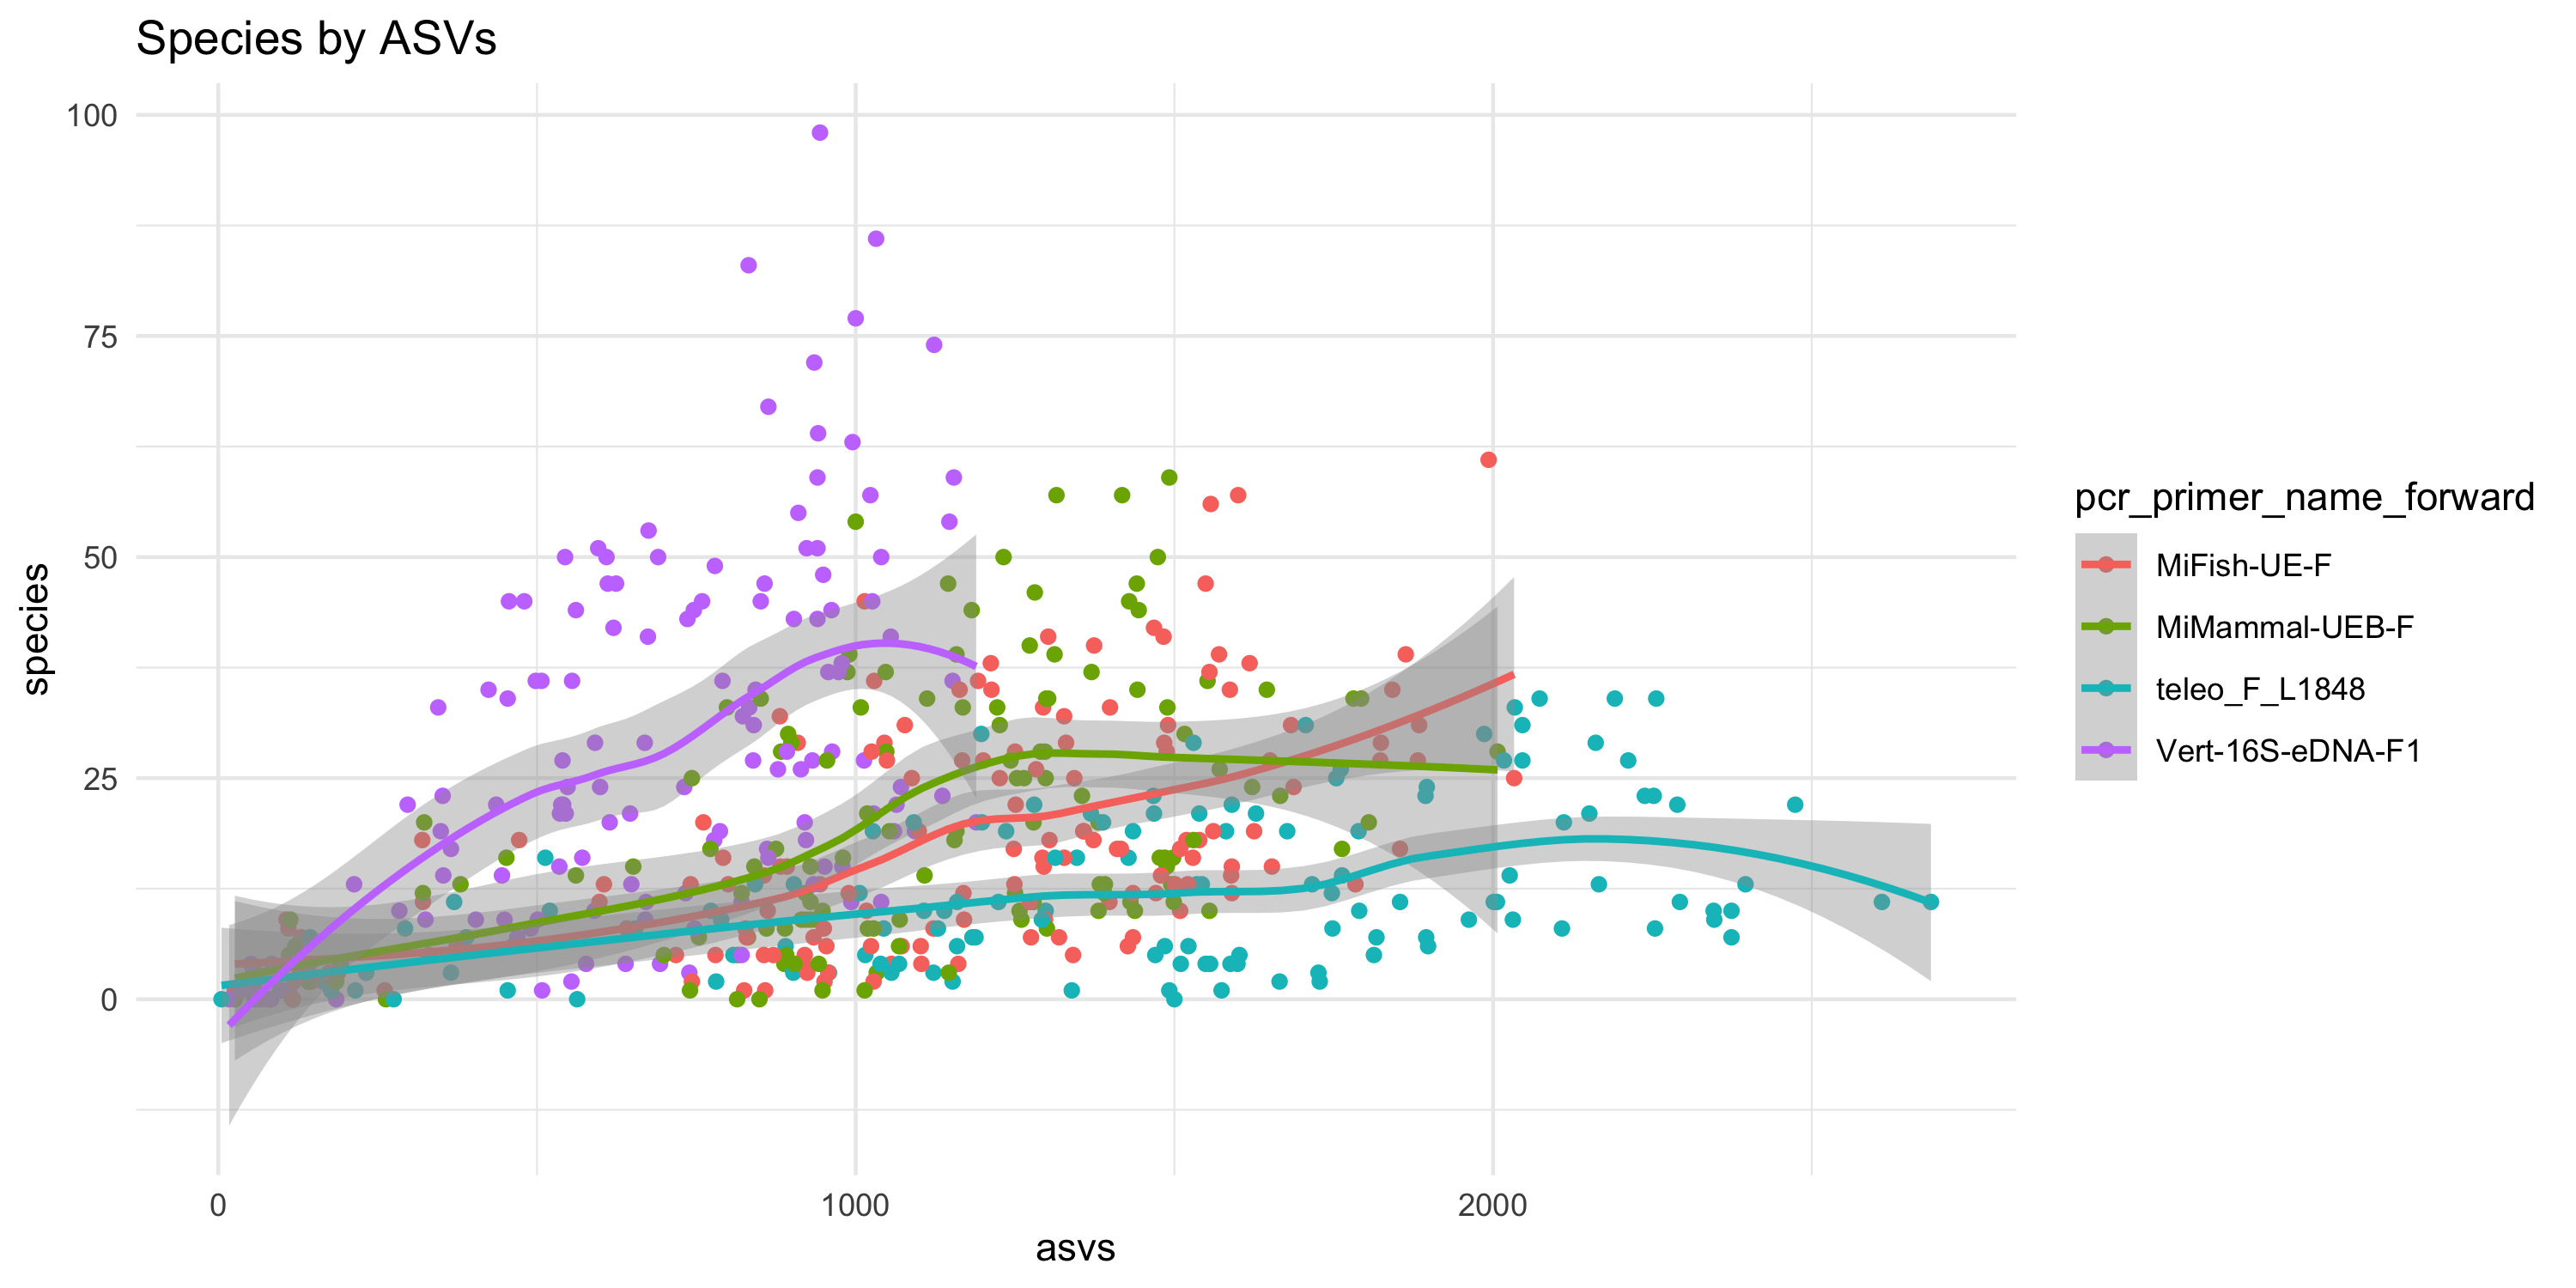 Species by ASVs
100
75
50
25
0
species
0 1000 2000
asvs
pcr_primer_name_forward
MiFish-UE-F
MiMammal-UEB-F
teleo_F_L1848
Vert-16S-eDNA-F1